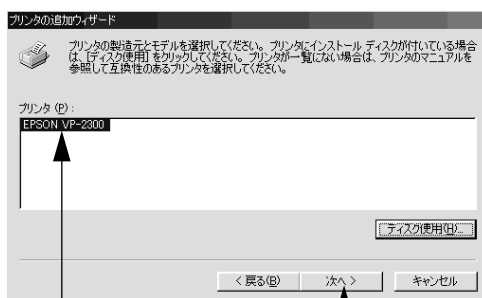 プリンタの追加ウィザード
プリンタの製造元とモデルを選択してください。プリンタにインストール ディスクが付いている場合
は、[ディスク使用] をクリックしてください。プリンタが一覧にない場合は、プリンタのマニュアルを
参照して互換性のあるプリンタを選択してください。
プリンタ (P) :
EPSON VP-2300
ディスク使用(H)...
< 戻る(B) 次へ > キャンセル